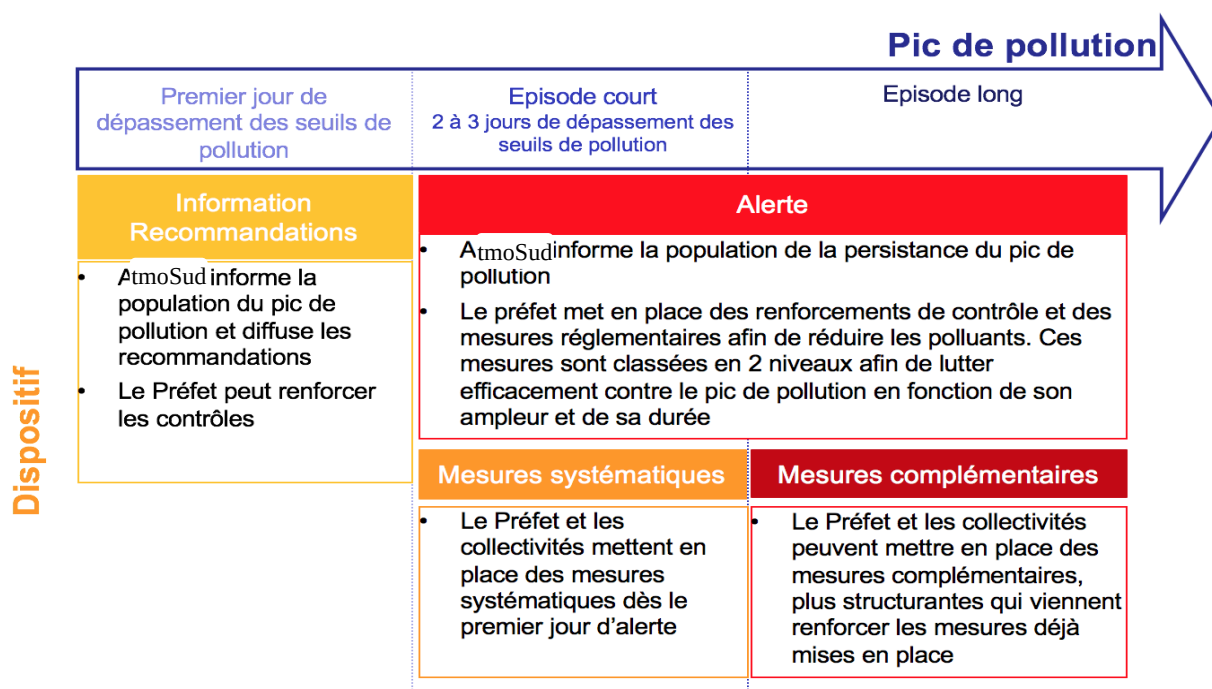 Pic de pollution
Premier jour de
dépassement des seuils de
pollution
Episode court
2 à 3 jours de dépassement des
seuils de pollution
Episode long
Dispositif
Information
Recommandations
• AtmoSud informe la
population du pic de
pollution et diffuse les
recommandations
• Le Préfet peut renforcer
les contrôles
Alerte
• AtmoSud informe la population de la persistance du pic de
pollution
• Le préfet met en place des renforcements de contrôle et des
mesures réglementaires afin de réduire les polluants. Ces
mesures sont classées en 2 niveaux afin de lutter
efficacement contre le pic de pollution en fonction de son
ampleur et de sa durée
Mesures systématiques
• Le Préfet et les
collectivités mettent en
place des mesures
systématiques dès le
premier jour d’alerte
Mesures complémentaires
• Le Préfet et les collectivités
peuvent mettre en place des
mesures complémentaires,
plus structurantes qui viennent
renforcer les mesures déjà
mises en place